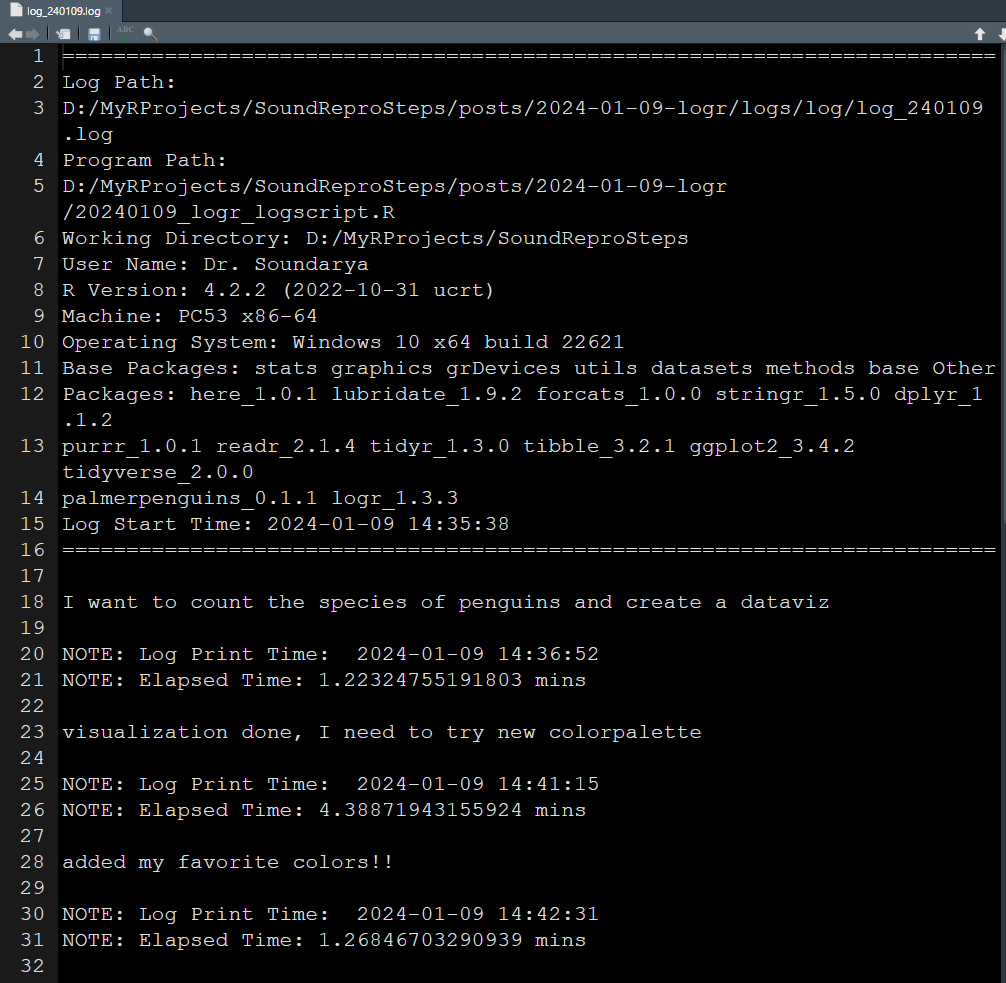 log_240109.log
ABC
1 ==========================================================================
2 Log Path:
3 D:/MyRProjects/SoundReproSteps/posts/2024-01-09-logr/logs/log/log_240109
.log
4 Program Path:
5 D:/MyRProjects/SoundReproSteps/posts/2024-01-09-logr
/20240109_logr_logscript.R
6 Working Directory: D:/MyRProjects/SoundReproSteps
7 User Name: Dr. Soundarya
8 R Version: 4.2.2 (2022-10-31 ucrt)
9 Machine: PC53 x86-64
10 Operating System: Windows 10 x64 build 22621
11 Base Packages: stats graphics grDevices utils datasets methods base Other
12 Packages: here_1.0.1 lubridate_1.9.2 forcats_1.0.0 stringr_1.5.0 dplyr_1
.1.2
13 purrr_1.0.1 readr_2.1.4 tidyr_1.3.0 tibble_3.2.1 ggplot2_3.4.2
tidyverse_2.0.0
14 palmerpenguins_0.1.1 logr_1.3.3
15 Log Start Time: 2024-01-09 14:35:38
16 =========================================================================
17
18 I want to count the species of penguins and create a dataviz
19
20 NOTE: Log Print Time:  2024-01-09 14:36:52
21 NOTE: Elapsed Time: 1.22324755191803 mins
22
23 visualization done, I need to try new colorpalette
24
25 NOTE: Log Print Time:  2024-01-09 14:41:15
26 NOTE: Elapsed Time: 4.38871943155924 mins
27
28 added my favorite colors!!
29
30 NOTE: Log Print Time:  2024-01-09 14:42:31
31 NOTE: Elapsed Time: 1.26846703290939 mins
32